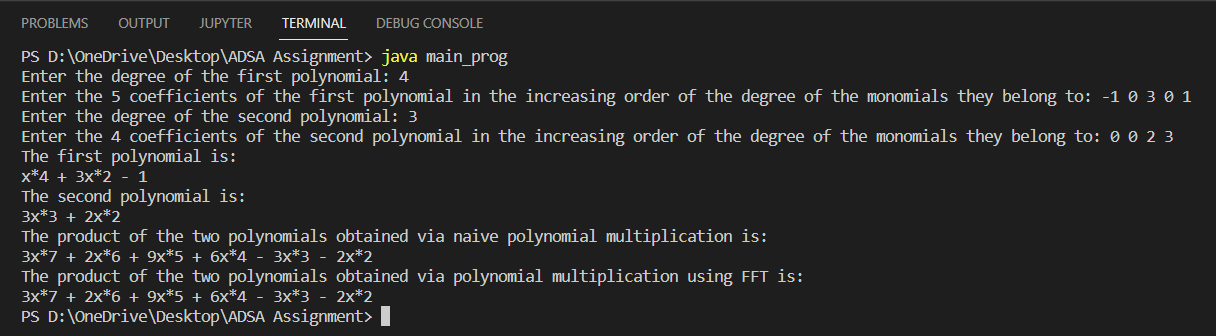 PROBLEMS OUTPUT JUPYTER TERMINAL DEBUG CONSOLE
PS D:\OneDrive\Desktop\ADSA Assignment> java main_prog
Enter the degree of the first polynomial: 4
Enter the 5 coefficients of the first polynomial in the increasing order of the degree of the monomials they belong to: -1 0 3 0 1
Enter the degree of the second polynomial: 3
Enter the 4 coefficients of the second polynomial in the increasing order of the degree of the monomials they belong to: 0 0 2 3
The first polynomial is:
x*4 + 3x*2 - 1
The second polynomial is:
3x*3 + 2x*2
The product of the two polynomials obtained via naive polynomial multiplication is:
3x*7 + 2x*6 + 9x*5 + 6x*4 - 3x*3 - 2x*2
The product of the two polynomials obtained via polynomial multiplication using FFT is:
3x*7 + 2x*6 + 9x*5 + 6x*4 - 3x*3 - 2x*2
PS D:\OneDrive\Desktop\ADSA Assignment>